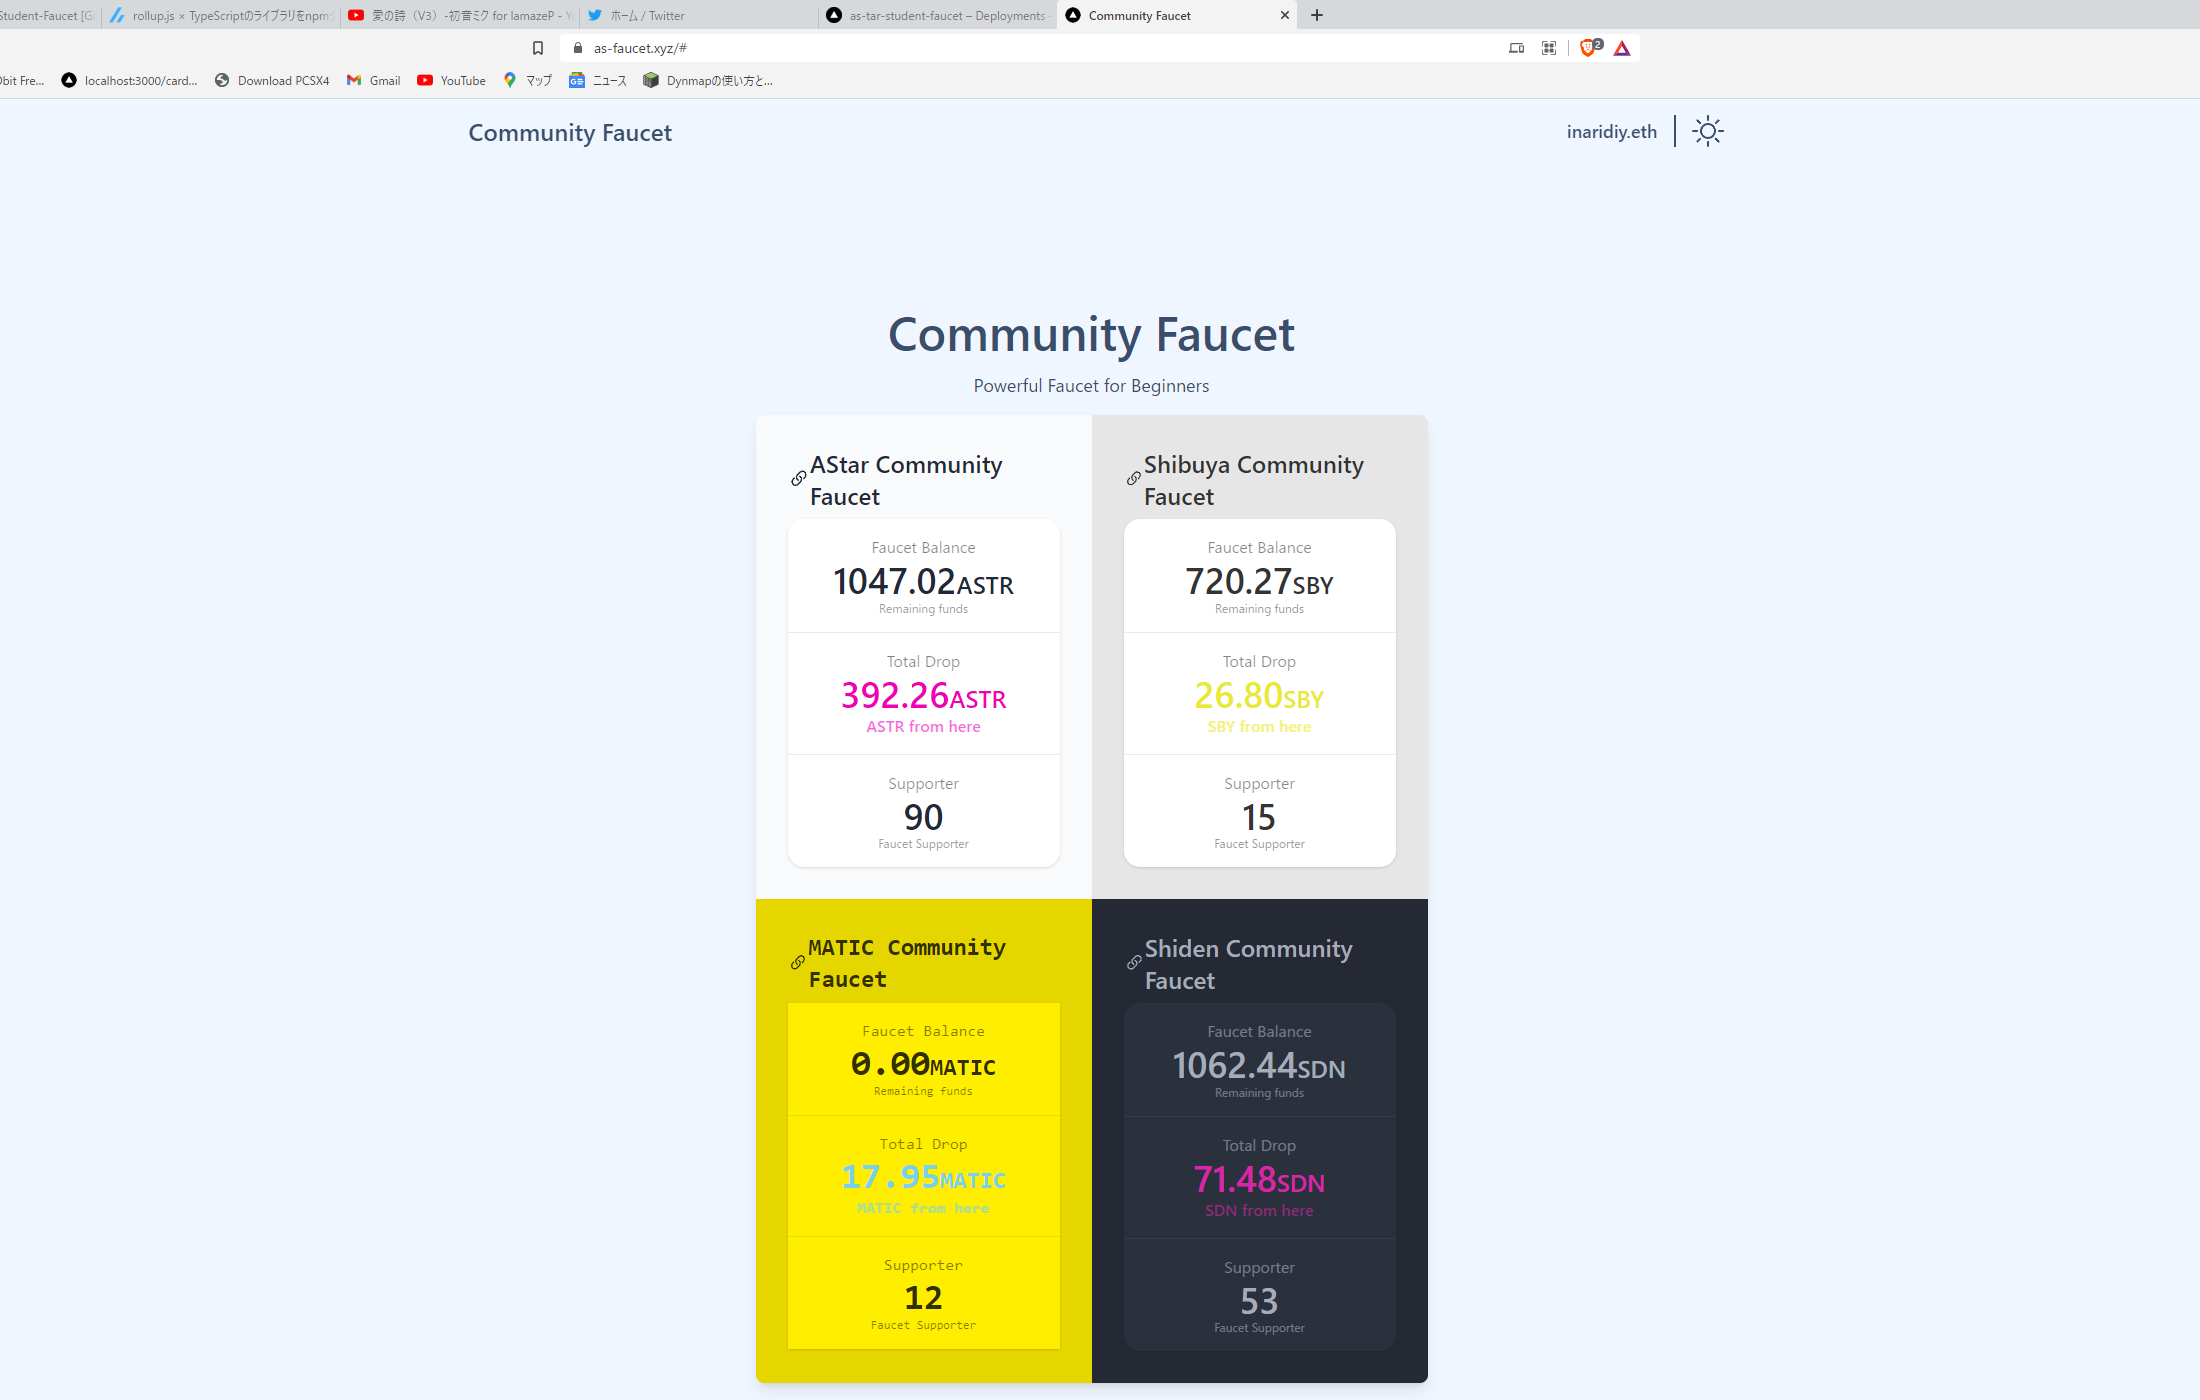 Student-Faucet [G
rollup.js × TypeScriptのライブラリをnpm
愛の詩（V3）-初音ミク for lamazeP - Y
ホーム / Twitter
as-tar-student-faucet – Deployments
Community Faucet
as-faucet.xyz/#
2
bit Fre...
localhost:3000/card...
Download PCSX4
Gmail
YouTube
マップ
ニュース
Dynmapの使い方と...
Community Faucet
inaridiy.eth
Community Faucet
Powerful Faucet for Beginners
AStar Community
Faucet
Faucet Balance
1047.02ASTR
Remaining funds
Total Drop
392.26ASTR
ASTR from here
Supporter
90
Faucet Supporter
Shibuya Community
Faucet
Faucet Balance
720.27SBY
Remaining funds
Total Drop
26.80SBY
SBY from here
Supporter
15
Faucet Supporter
MATIC Community
Faucet
Faucet Balance
0.00MATIC
Remaining funds
Total Drop
17.95MATIC
MATIC from here
Supporter
12
Faucet Supporter
Shiden Community
Faucet
Faucet Balance
1062.44SDN
Remaining funds
Total Drop
71.48SDN
SDN from here
Supporter
53
Faucet Supporter